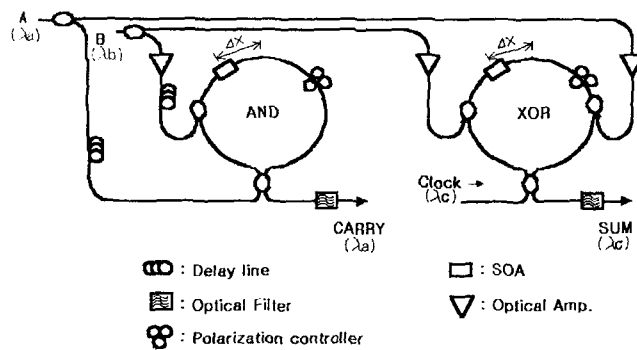 A
(λa)
B
(λb)
ΔX
ΔX
AND
XOR
Clock →
(λc)
CARRY
(λa)
SUM
(λc)
: Delay line
: SOA
: Optical Filter
: Optical Amp.
: Polarization controller